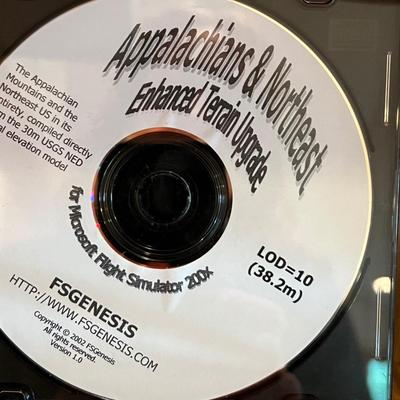 Appalachians & Northeast
Enhanced Terrain Upgrade
The Appalachian
Mountains and the
Northeast US in its
entirety, compiled directly
the 30m USGS NED
elevation model
for Microsoft Flight Simulator 200x
LOD=10
(38.2m)
FSGENESIS
HTTP://WWW.FSGENESIS.COM
Copyright © 2002 FSGenesis
All rights reserved.
Version 1.0